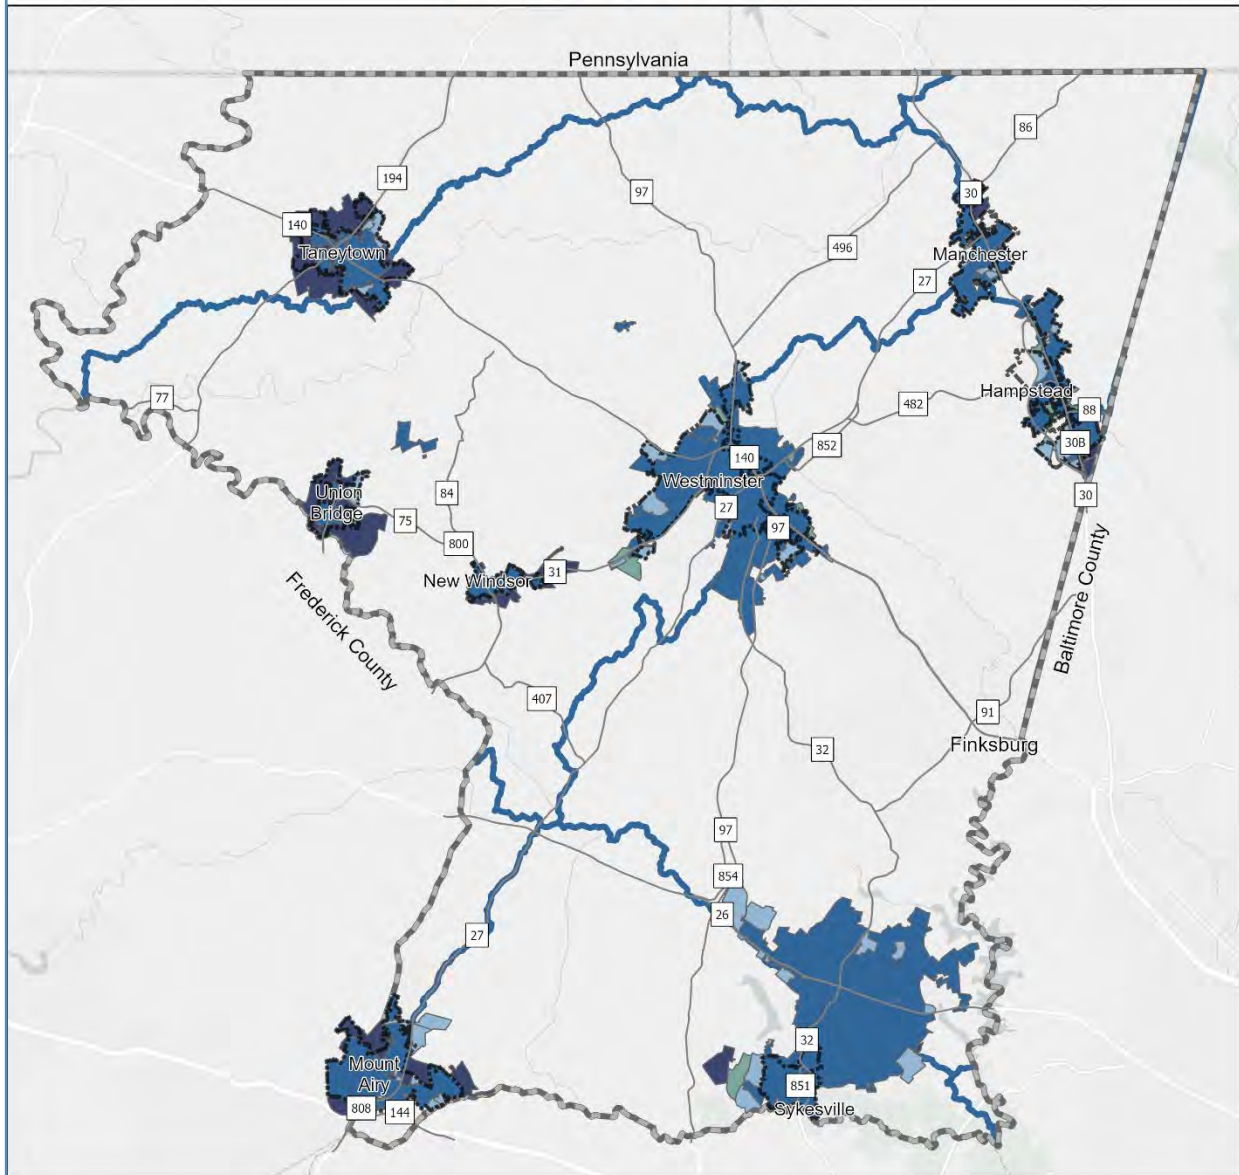 Pennsylvania
86
194
97
30
140
Taneytown
496
Manchester
27
77
Hampstead
482
88
852
30B
140
Westminster
84
Union
Bridge
27
30
75
97
800
31
New Windsor
Frederick County
Baltimore County
407
91
32
Finksburg
97
854
26
27
32
Mount
Airy
851
808
144
Sykesville